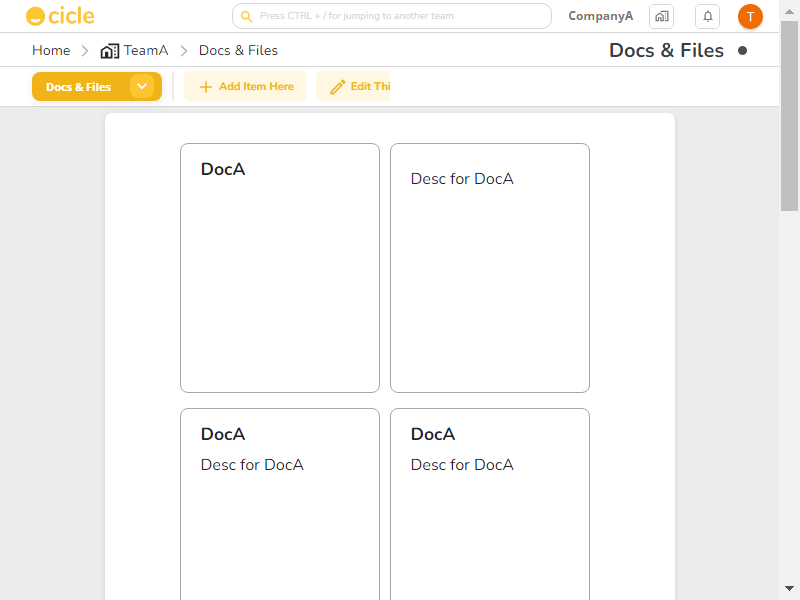 cicle
Press CTRL + / for jumping to another team
CompanyA
T
Home
TeamA
Docs & Files
Docs & Files
Docs & Files
Add Item Here
Edit Thi
DocA
Desc for DocA
DocA
Desc for DocA
DocA
Desc for DocA